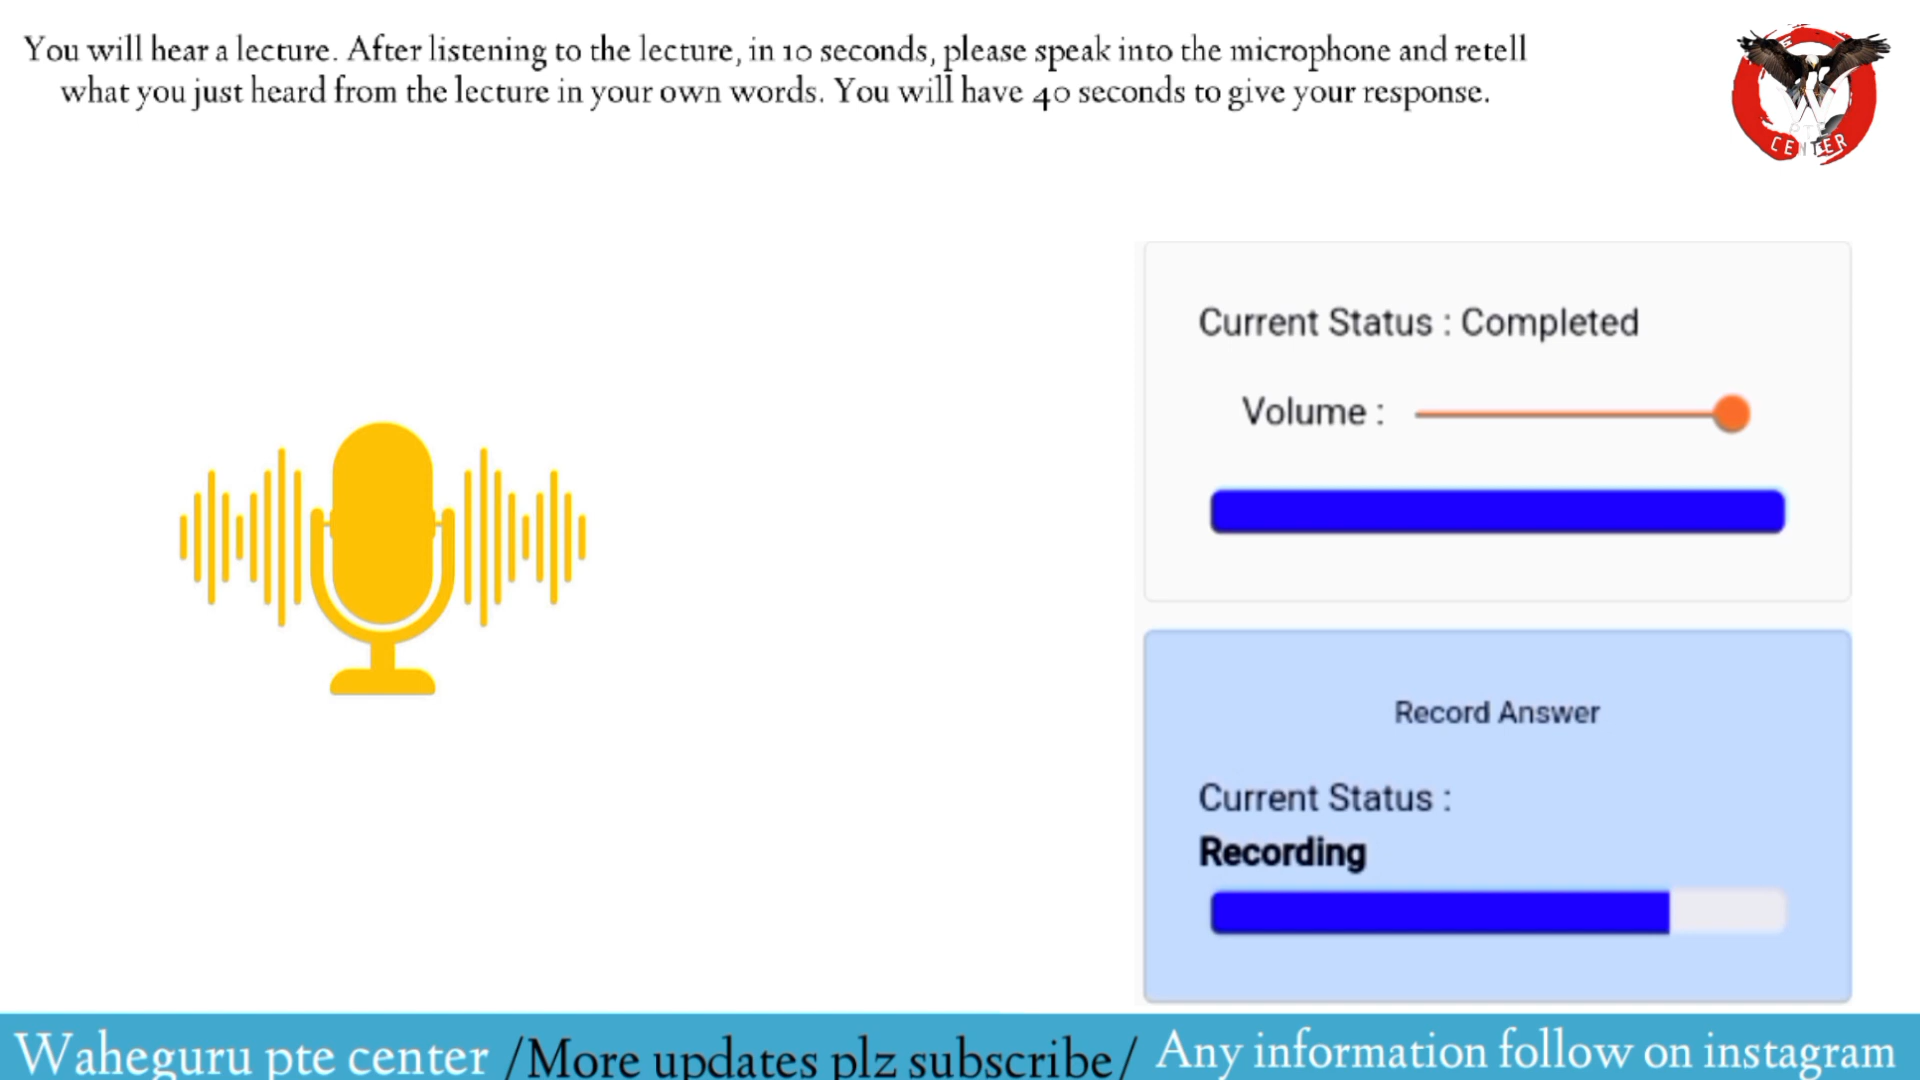 You will hear a lecture. After listening to the lecture, in 10 seconds, please speak into the microphone and retell
what you just heard from the lecture in your own words. You will have 40 seconds to give your response.
W
PTE
CENTER
Current Status : Completed
Volume :
Record Answer
Current Status :
Recording
Waheguru pte center /More updates plz subscribe/ Any information follow on instagram